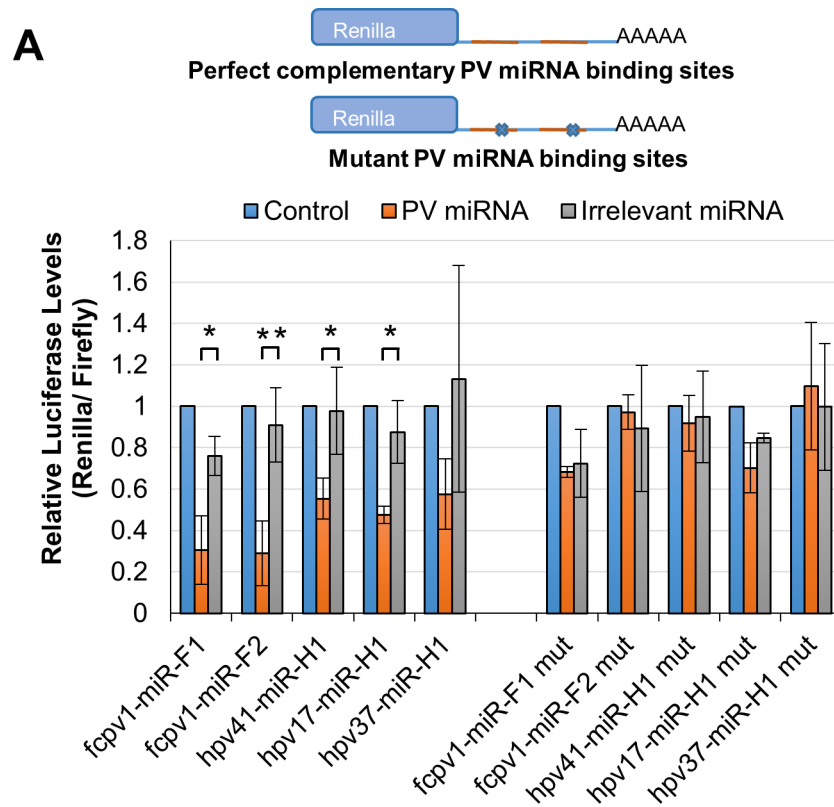 A
Renilla
AAAAA
Perfect complementary PV miRNA binding sites
Renilla
AAAAA
Mutant PV miRNA binding sites
Control
PV miRNA
Irrelevant miRNA
Relative Luciferase Levels
(Renilla/ Firefly)
1.8
1.6
1.4
1.2
1
0.8
0.6
0.4
0.2
0
*
**
*
*
fcpv1-miR-F1
fcpv1-miR-F2
hpv41-miR-H1
hpv17-miR-H1
hpv37-miR-H1
fcpv1-miR-F1 mut
fcpv1-miR-F2 mut
hpv41-miR-H1 mut
hpv17-miR-H1 mut
hpv37-miR-H1 mut